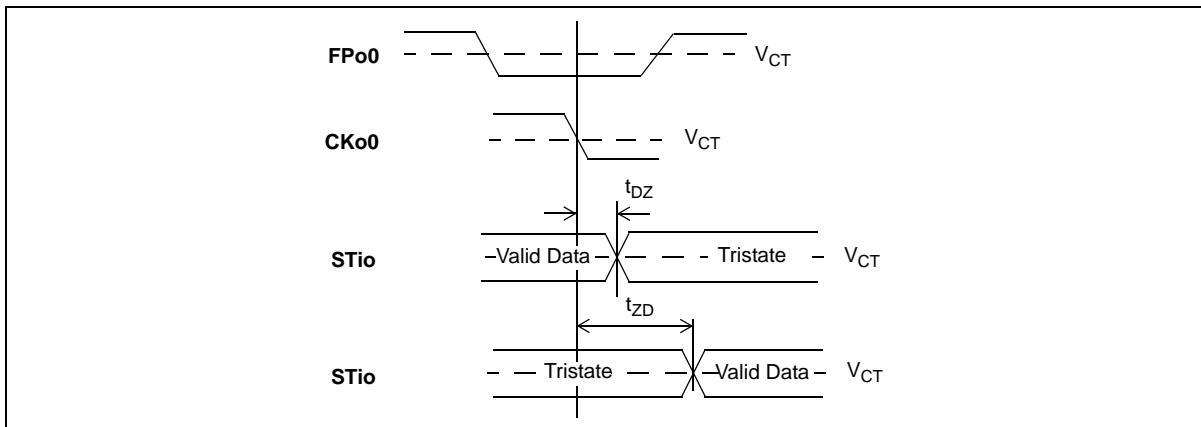 FPo0
V_CT
CKo0
V_CT
t_DZ
STio
Valid Data
Tristate
V_CT
t_ZD
STio
Tristate
Valid Data
V_CT